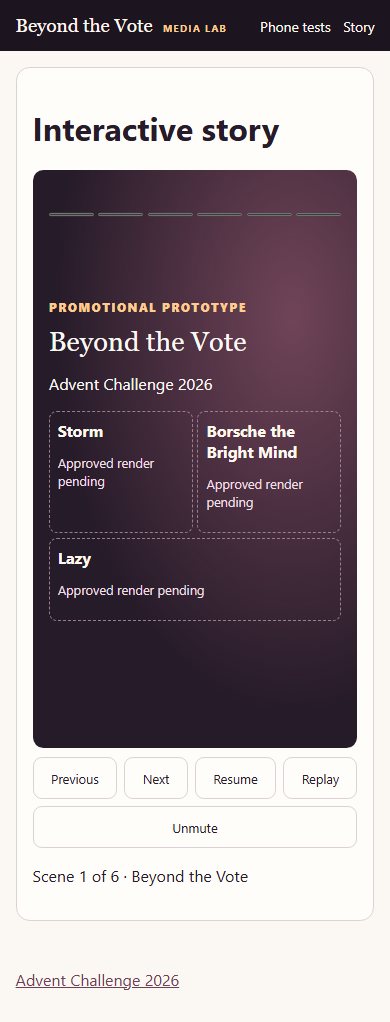 Beyond the Vote MEDIA LAB Phone tests Story
Interactive story
PROMOTIONAL PROTOTYPE
Beyond the Vote
Advent Challenge 2026
Storm
Approved render
pending
Borsche the
Bright Mind
Approved render
pending
Lazy
Approved render pending
Previous
Next
Resume
Replay
Unmute
Scene 1 of 6 · Beyond the Vote
Advent Challenge 2026